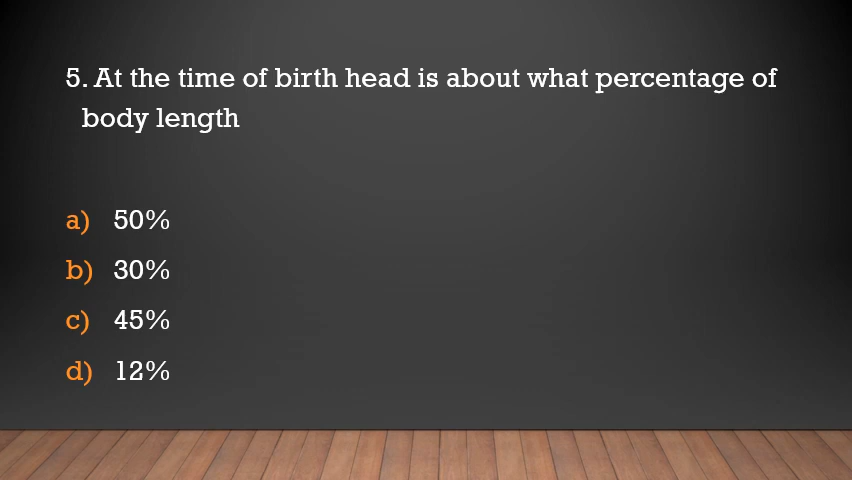 5. At the time of birth head is about what percentage of
body length
a) 50%
b) 30%
c) 45%
d) 12%